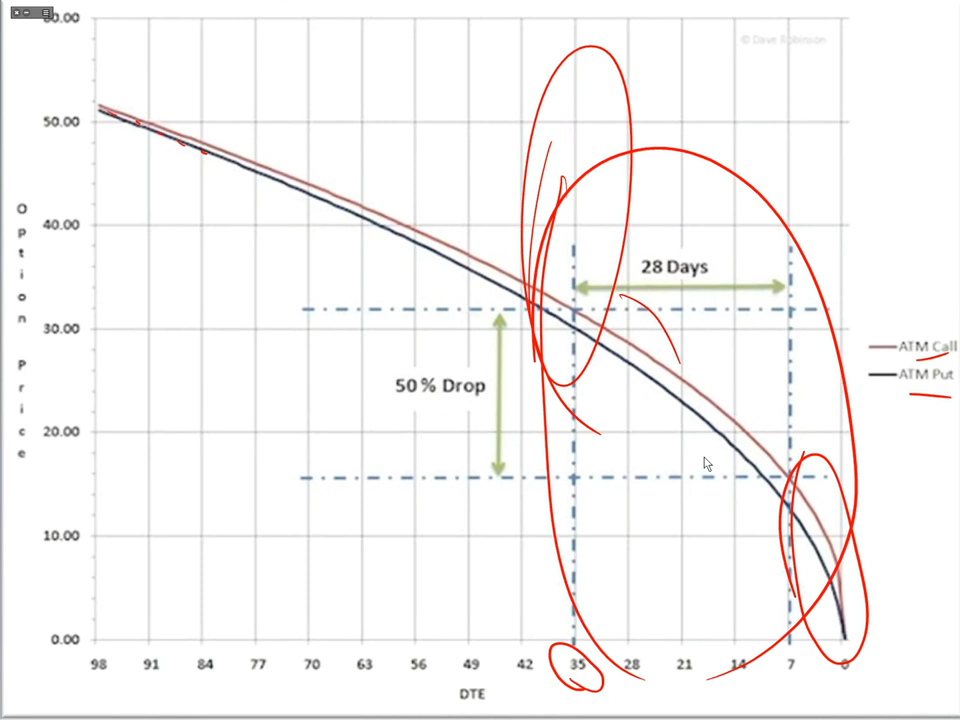 60.00
© Dave Robinson
50.00
40.00
30.00
20.00
10.00
0.00
Option Price
28 Days
50 % Drop
ATM Call
ATM Put
98 91 84 77 70 63 56 49 42 35 28 21 14 7 0
DTE